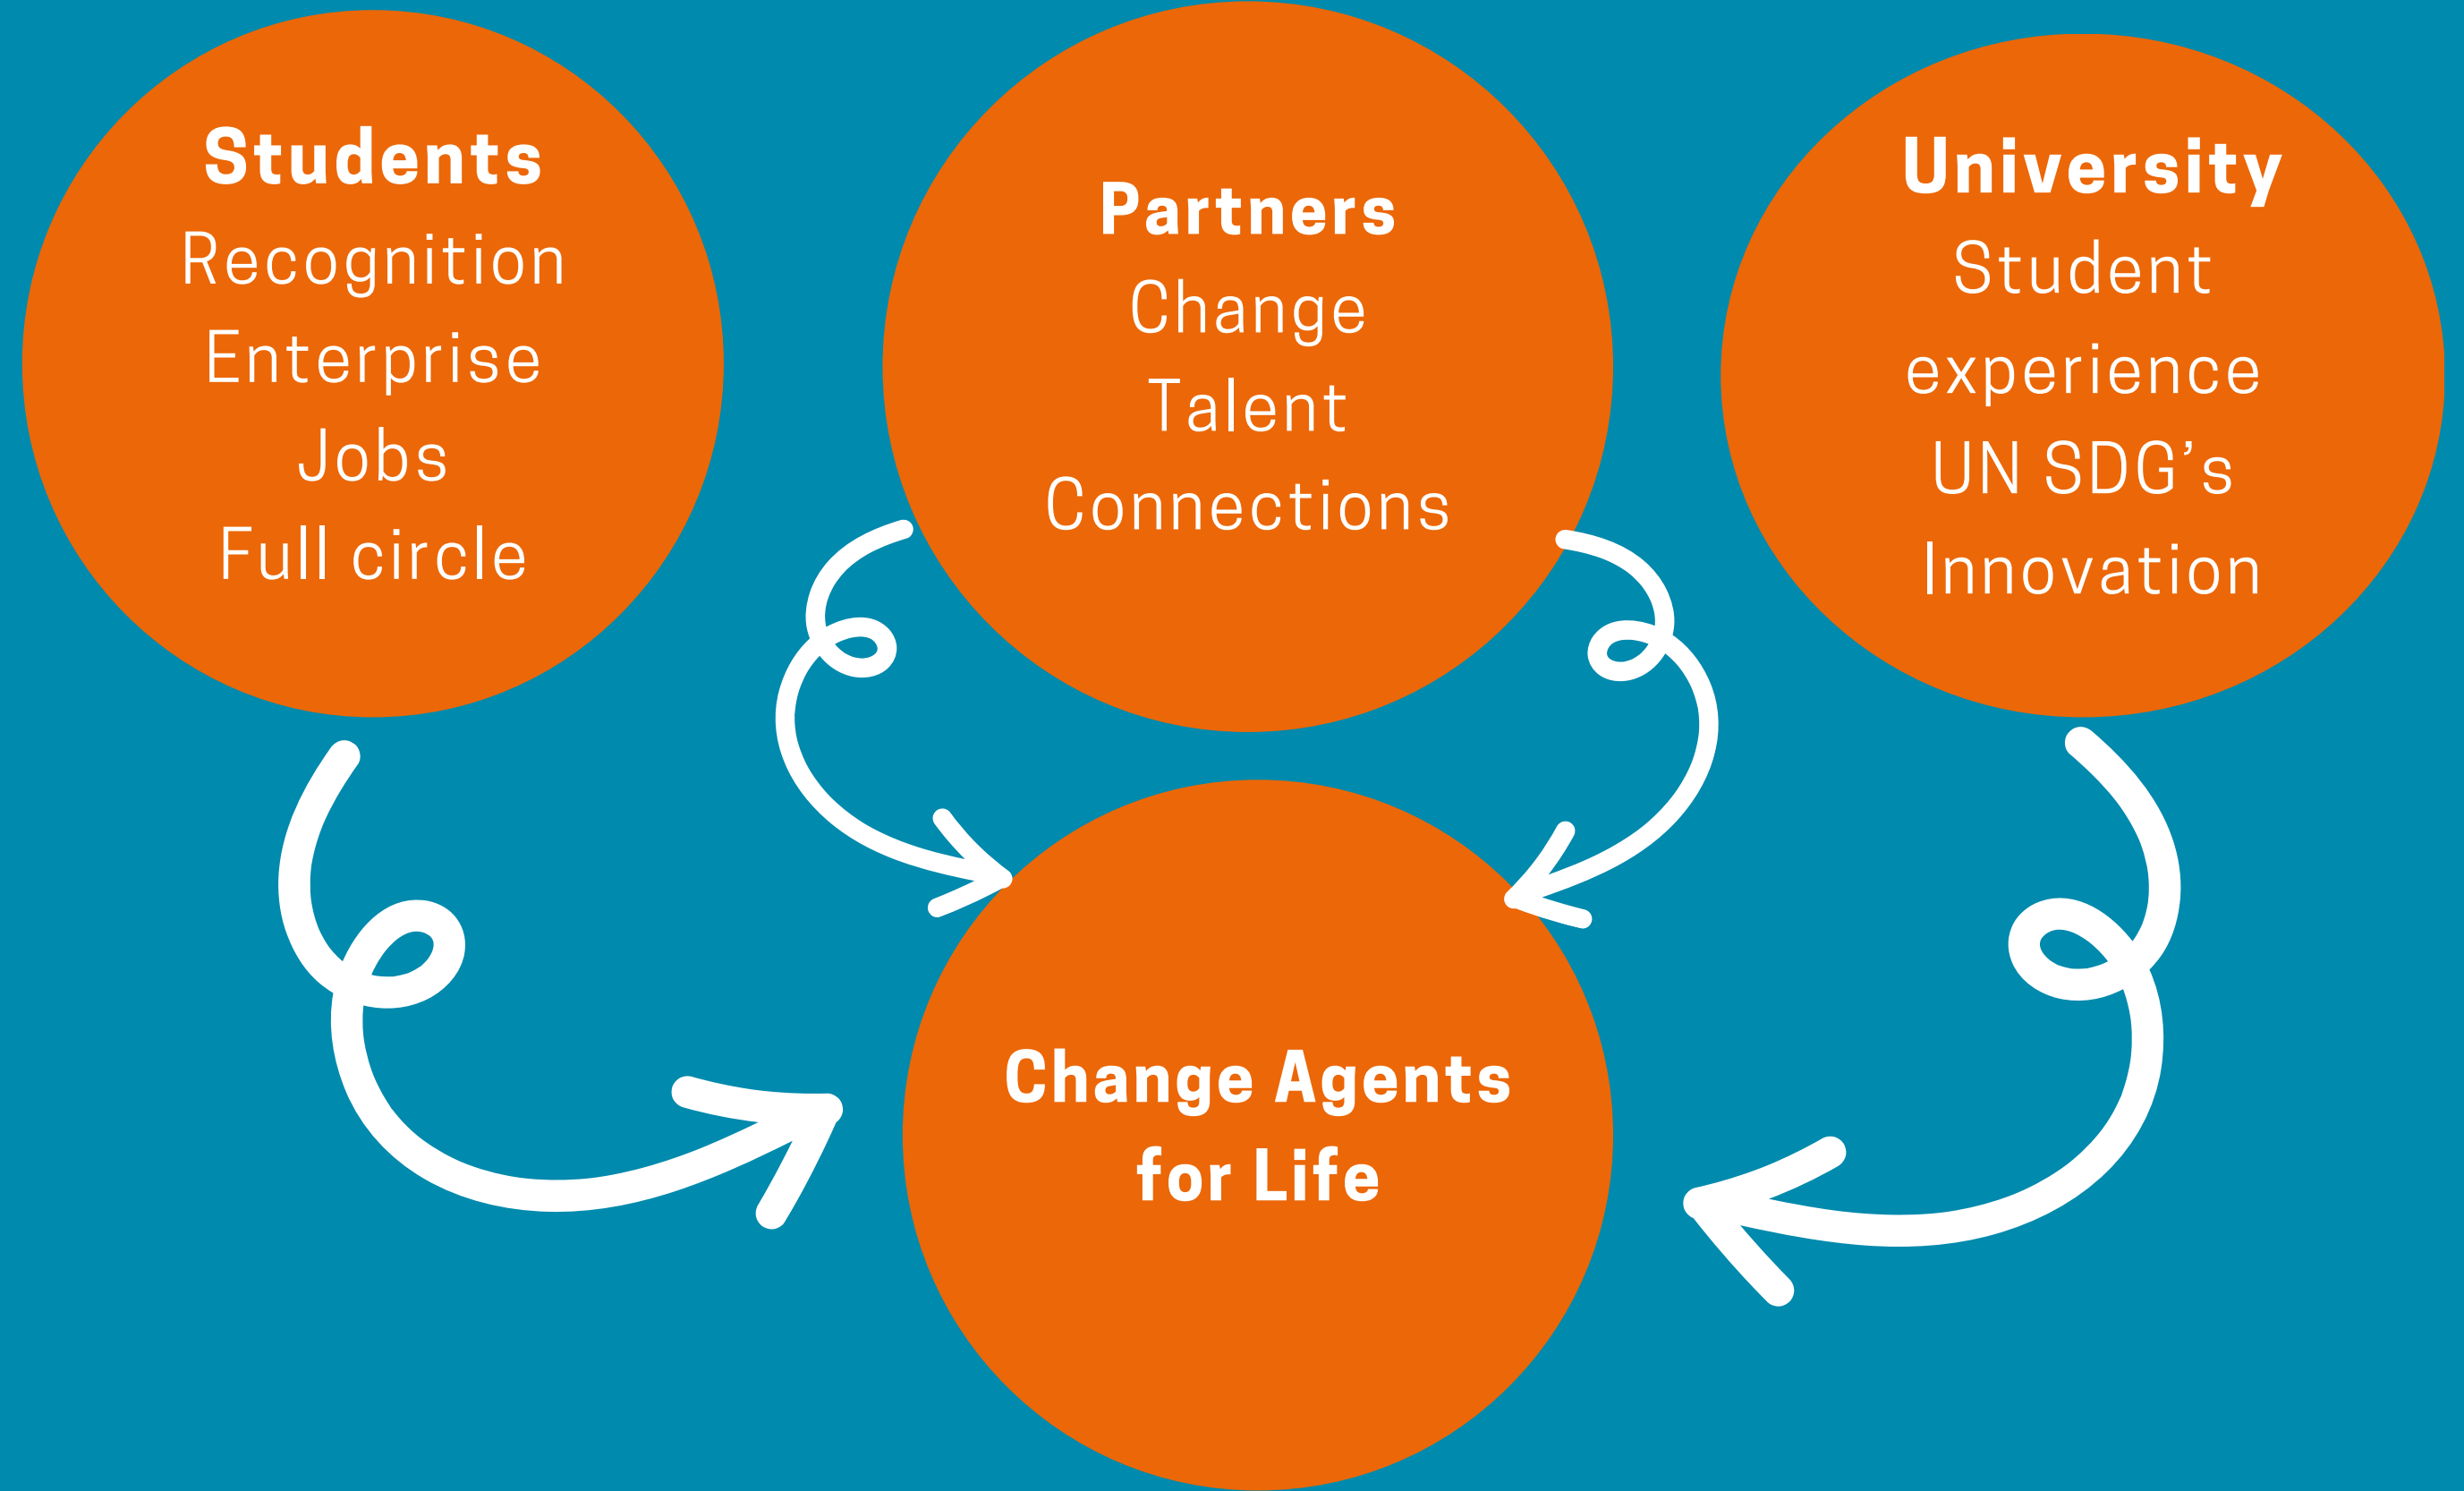 Students
Recognition
Enterprise
Jobs
Full circle
Partners
Change
Talent
Connections
University
Student
experience
UN SDG’s
Innovation
Change Agents
for Life